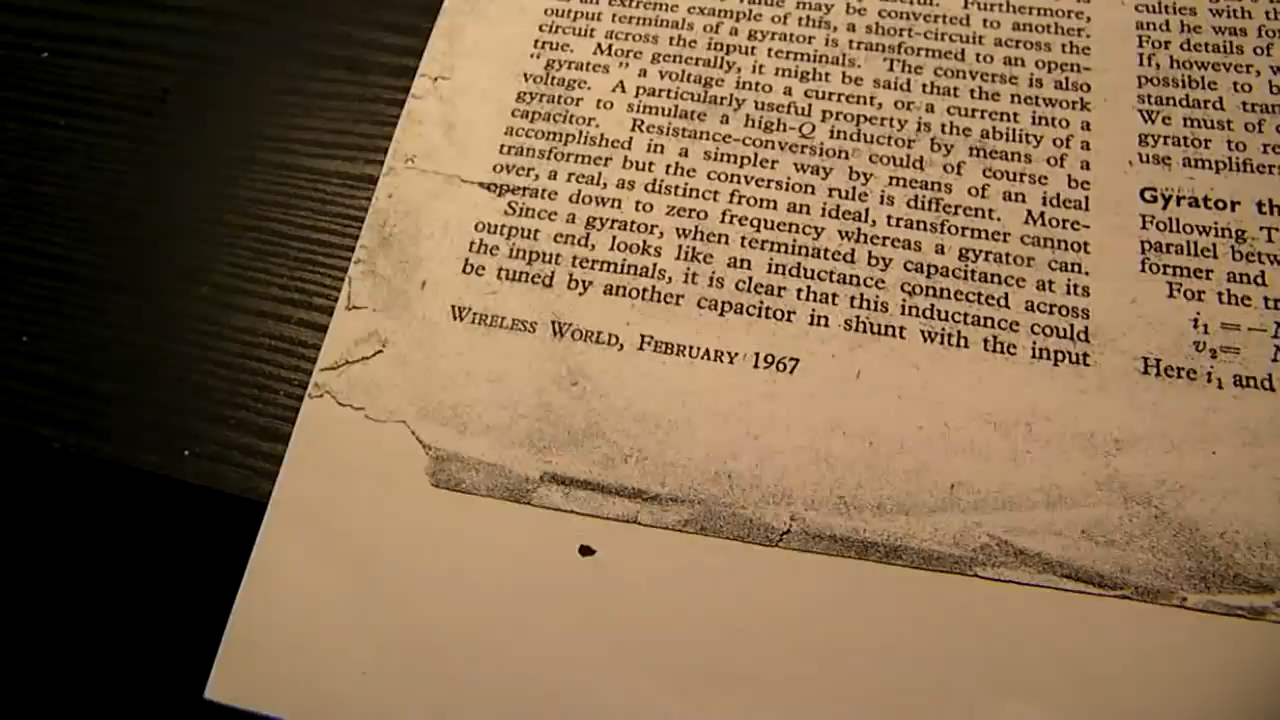 may be converted to another.
an extreme example of this, a short-circuit across the
output terminals of a gyrator is transformed to an open-
circuit across the input terminals. The converse is also
true. More generally, it might be said that the network
“gyrates” a voltage into a current, or a current into a
voltage. A particularly useful property is the ability of a
gyrator to simulate a high-Q inductor by means of a
capacitor. Resistance-conversion could of course be
accomplished in a simpler way by means of an ideal
transformer but the conversion rule is different. More-
over, a real, as distinct from an ideal, transformer cannot
operate down to zero frequency whereas a gyrator can.
Since a gyrator, when terminated by capacitance at its
output end, looks like an inductance connected across
the input terminals, it is clear that this inductance could
be tuned by another capacitor in shunt with the input
WIRELESS WORLD, FEBRUARY 1967
culties with
and he was
For details of
If, however,
possible to
standard
We must of
gyrator to
use
Gyrator
Following
parallel
former and
For the
i₁ = −
v₂ =
Here i₁ and